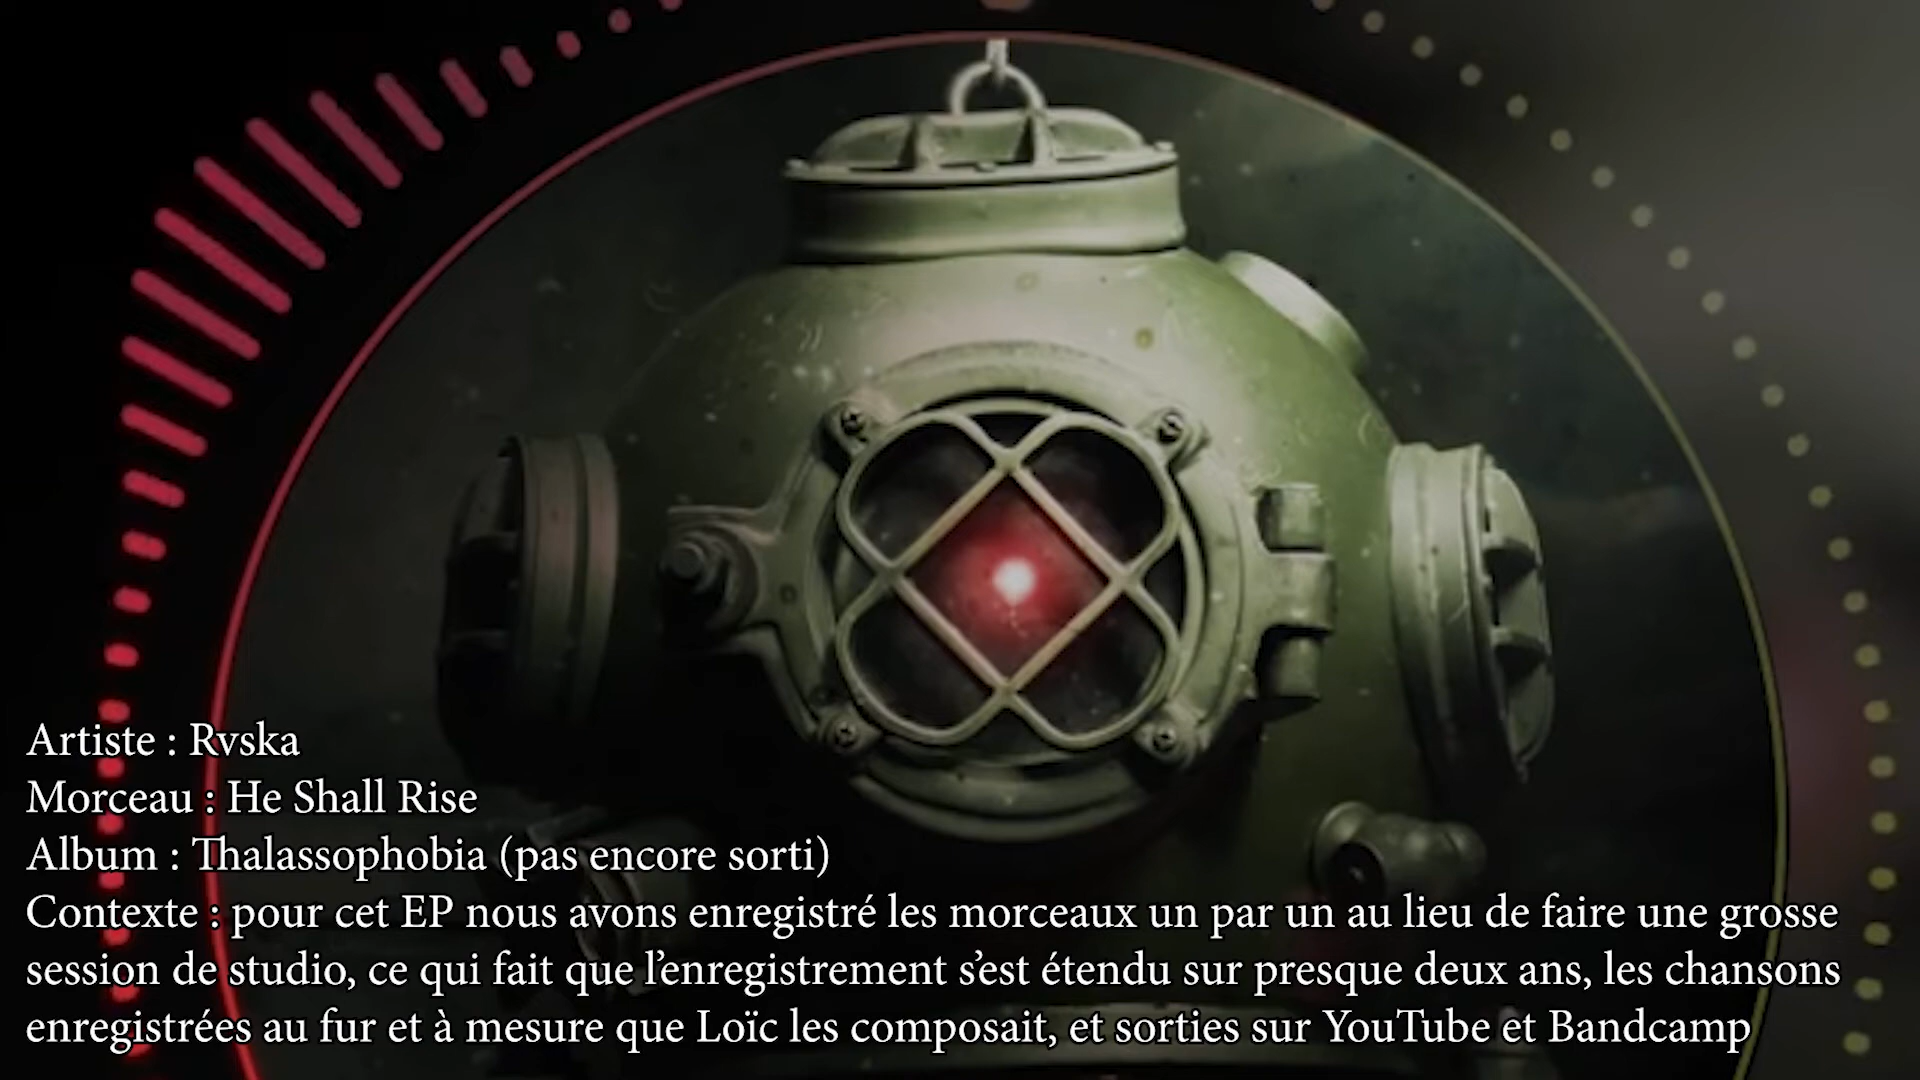 Artiste : Rvska
Morceau : He Shall Rise
Album : Thalassophobia (pas encore sorti)
Contexte : pour cet EP nous avons enregistré les morceaux un par un au lieu de faire une grosse
session de studio, ce qui fait que l'enregistrement s'est étendu sur presque deux ans, les chansons
enregistrées au fur et à mesure que Loïc les composait, et sorties sur YouTube et Bandcamp